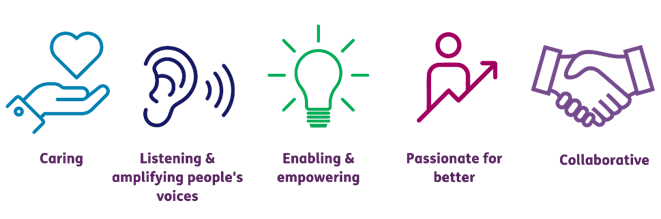 Caring
Listening &
amplifying people's
voices
Enabling &
empowering
Passionate for
better
Collaborative